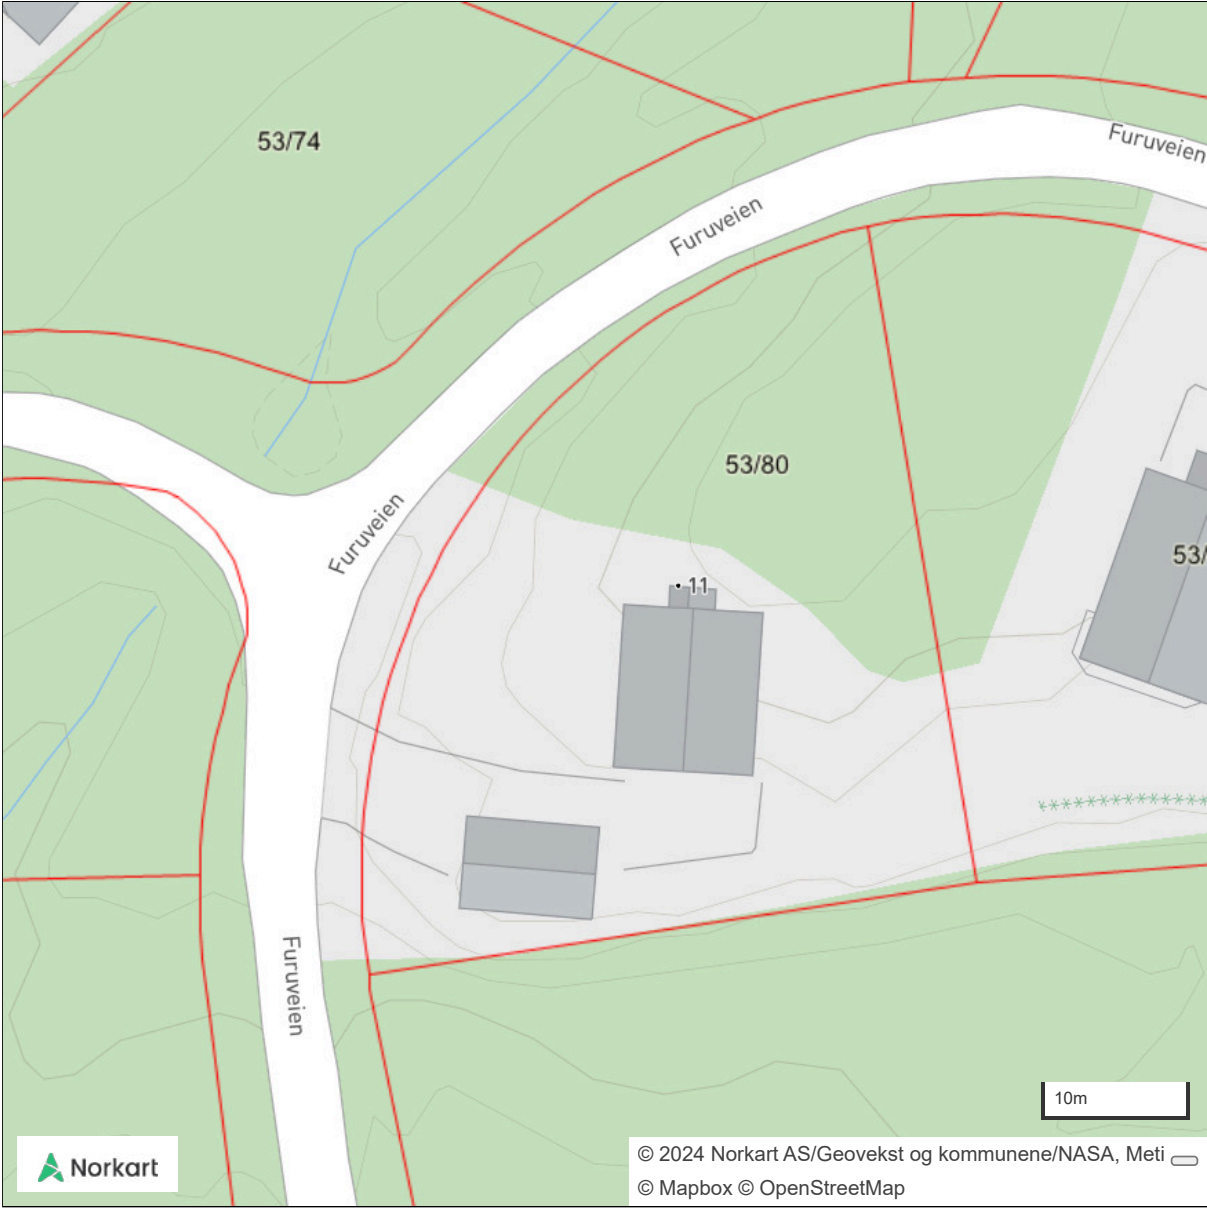 Furuveien
53/74
Furuveien
53/80
Furuveien
53/
11
Furuveien
10m
Norkart
© 2024 Norkart AS/Geovekst og kommunene/NASA, Meti
© Mapbox © OpenStreetMap